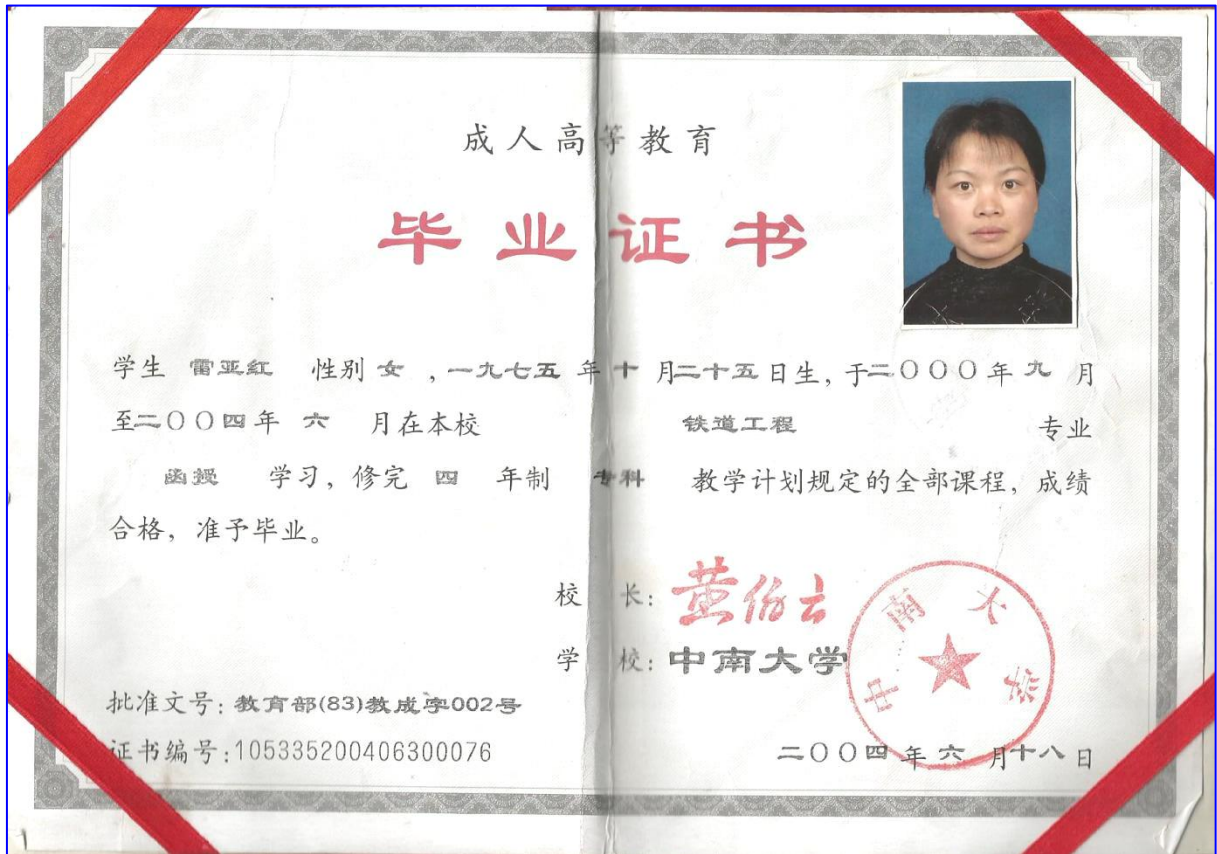 成人高等教育
毕业证书
学生 雷亚红 性别 女 ,一九七五 年 十 月二十五日生, 于二〇〇〇年 九 月
至二〇〇四年 六 月在本校 铁道工程 专业
函授 学习, 修完 四 年制 专科 教学计划规定的全部课程, 成绩
合格, 准予毕业。
校 长: 黄伯云
学 校: 中南大学
中南大学
批准文号: 教育部(83)教成字002号
证书编号:105335200406300076
二〇〇四 年 六 月十八日